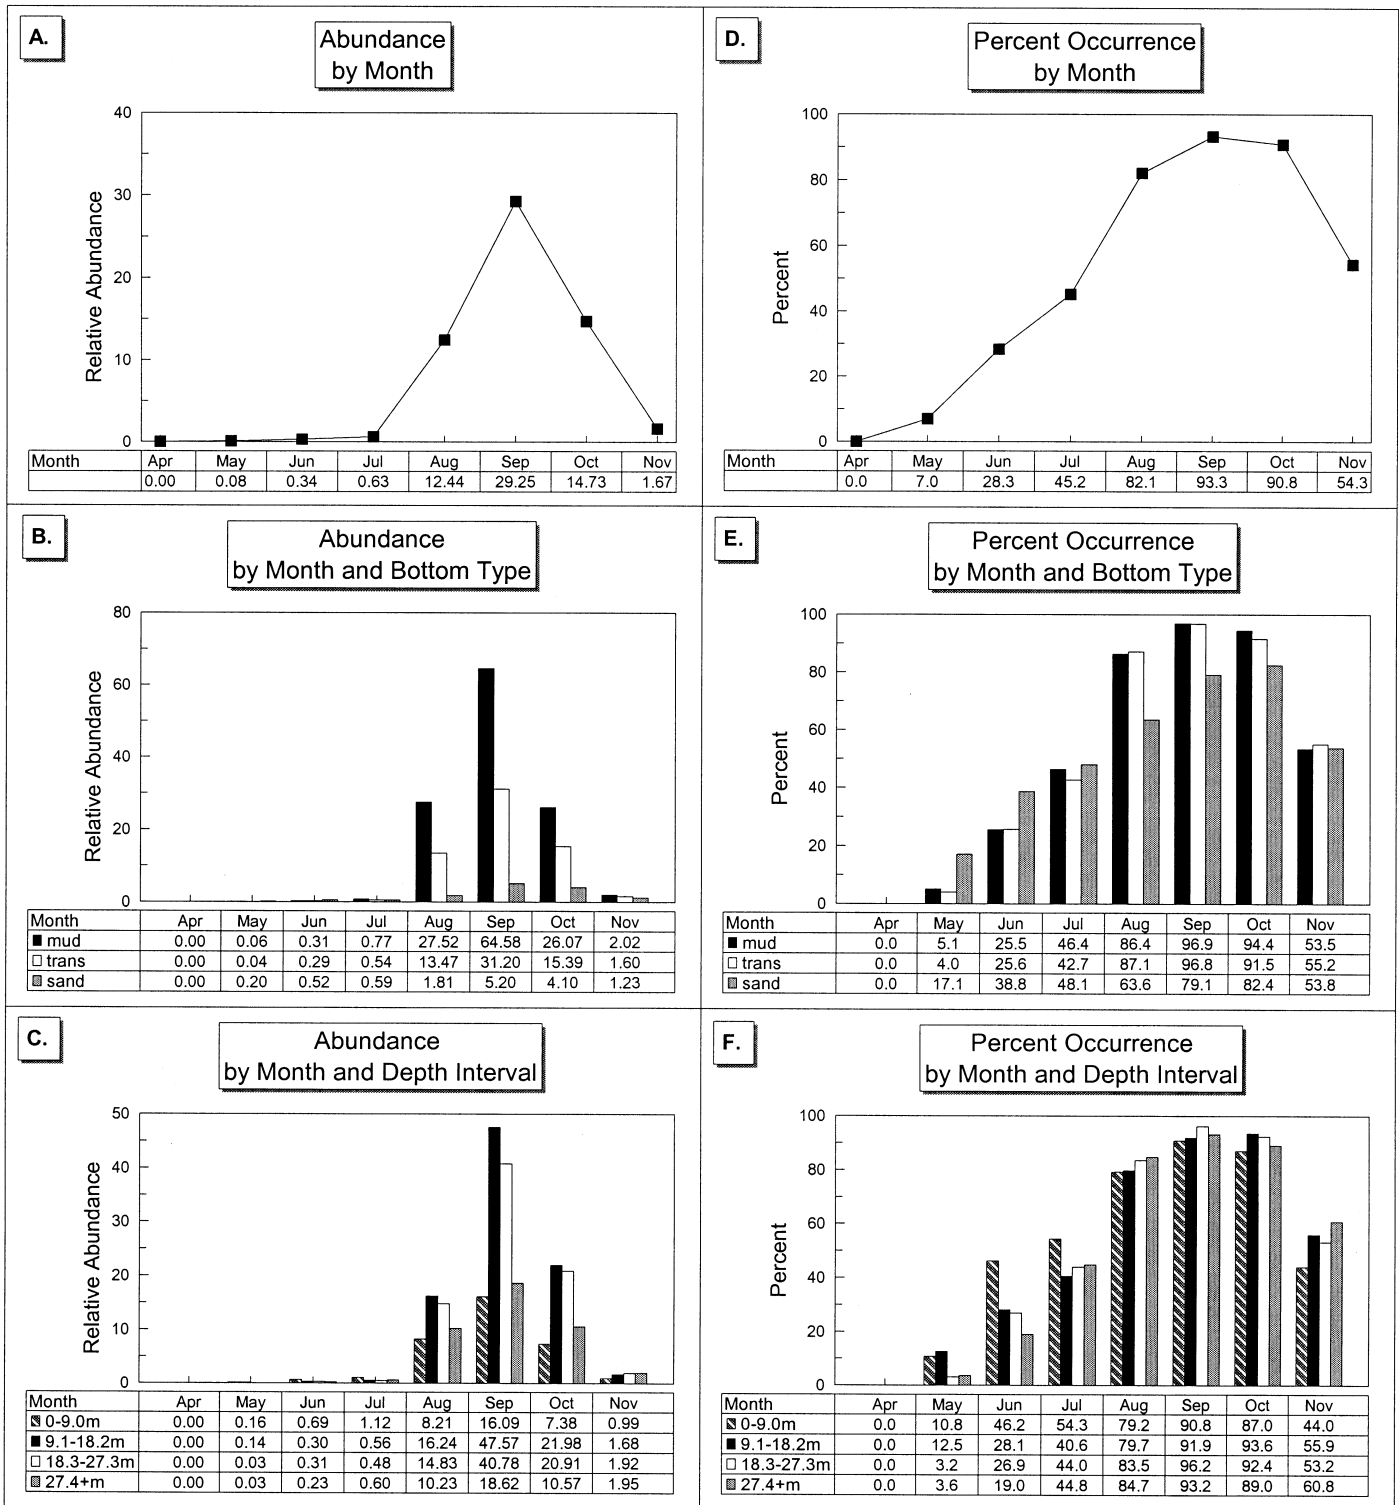 A.
Abundance
by Month
40
30
20
10
0
Relative Abundance
Month Apr May Jun Jul Aug Sep Oct Nov
0.00 0.08 0.34 0.63 12.44 29.25 14.73 1.67
B.
Abundance
by Month and Bottom Type
80
60
40
20
0
Relative Abundance
Month Apr May Jun Jul Aug Sep Oct Nov
mud 0.00 0.06 0.31 0.77 27.52 64.58 26.07 2.02
trans 0.00 0.04 0.29 0.54 13.47 31.20 15.39 1.60
sand 0.00 0.20 0.52 0.59 1.81 5.20 4.10 1.23
C.
Abundance
by Month and Depth Interval
50
40
30
20
10
0
Relative Abundance
Month Apr May Jun Jul Aug Sep Oct Nov
0-9.0m 0.00 0.16 0.69 1.12 8.21 16.09 7.38 0.99
9.1-18.2m 0.00 0.14 0.30 0.56 16.24 47.57 21.98 1.68
18.3-27.3m 0.00 0.03 0.31 0.48 14.83 40.78 20.91 1.92
27.4+m 0.00 0.03 0.23 0.60 10.23 18.62 10.57 1.95
D.
Percent Occurrence
by Month
100
80
60
40
20
0
Percent
Month Apr May Jun Jul Aug Sep Oct Nov
0.0 7.0 28.3 45.2 82.1 93.3 90.8 54.3
E.
Percent Occurrence
by Month and Bottom Type
100
80
60
40
20
0
Percent
Month Apr May Jun Jul Aug Sep Oct Nov
mud 0.0 5.1 25.5 46.4 86.4 96.9 94.4 53.5
trans 0.0 4.0 25.6 42.7 87.1 96.8 91.5 55.2
sand 0.0 17.1 38.8 48.1 63.6 79.1 82.4 53.8
F.
Percent Occurrence
by Month and Depth Interval
100
80
60
40
20
0
Percent
Month Apr May Jun Jul Aug Sep Oct Nov
0-9.0m 0.0 10.8 46.2 54.3 79.2 90.8 87.0 44.0
9.1-18.2m 0.0 12.5 28.1 40.6 79.7 91.9 93.6 55.9
18.3-27.3m 0.0 3.2 26.9 44.0 83.5 96.2 92.4 53.2
27.4+m 0.0 3.6 19.0 44.8 84.7 93.2 89.0 60.8